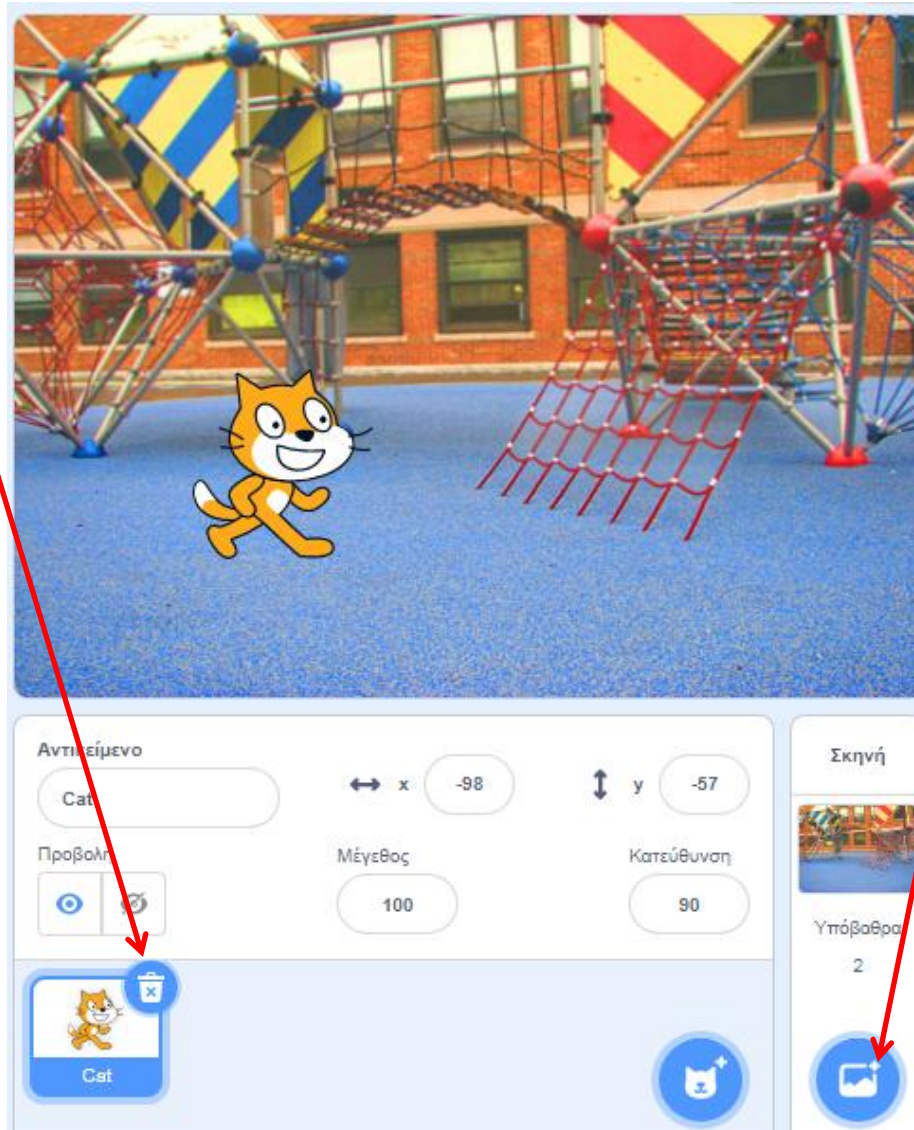 Αντικείμενο
Cat
x -98
y -57
Προβολή
Μέγεθος
100
Κατεύθυνση
90
Cat
Σκηνή
Υπόβαθρα
2